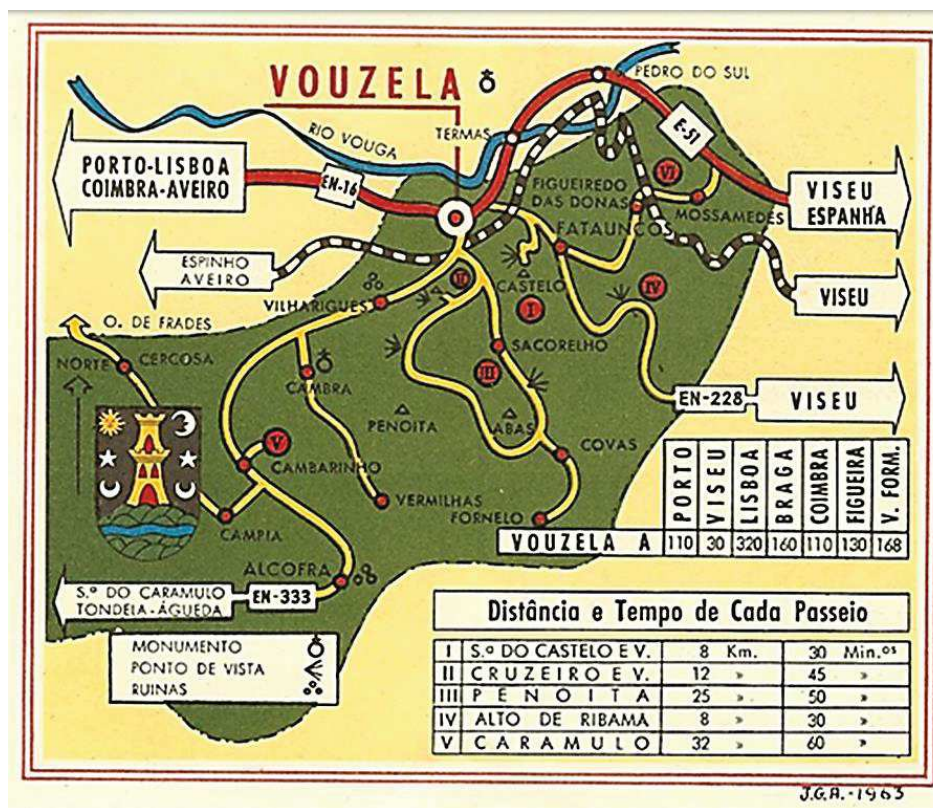 VOUZELA
PEDRO DO SUL
TERMAS
RIO VOUGA
E-51
PORTO-LISBOA
COIMBRA-AVEIRO
EN-16
VI
FIGUEIREDO
DAS DONAS
MOSSAMEDES
VISEU
ESPANHA
FATAUNÇOS
ESPINHO
AVEIRO
II
CASTELO
IV
VISEU
VILHARIGUES
I
O. DE FRADES
SACORELHO
NORTE
CERCOSA
CAMBRA
III
EN-228
VISEU
PENOITA
ABAS
COVAS
V
CAMBARINHO
VERMILHAS
FORNELO
CAMPIA
PORTO
VISEU
LISBOA
BRAGA
COIMBRA
FIGUEIRA
V. FORM.
VOUZELA A 110 30 320 160 110 130 168
ALCOFRA
S.ª DO CARAMULO
TONDELA-ÁGUEDA
EN-333
MONUMENTO
PONTO DE VISTA
RUINAS
Distância e Tempo de Cada Passeio
I S.ª DO CASTELO E V. 8 Km. 30 Min.os
II CRUZEIRO E V. 12 » 45 »
III PENOITA 25 » 50 »
IV ALTO DE RIBAMÁ 8 » 30 »
V CARAMULO 32 » 60 »
J.G.A.-1963